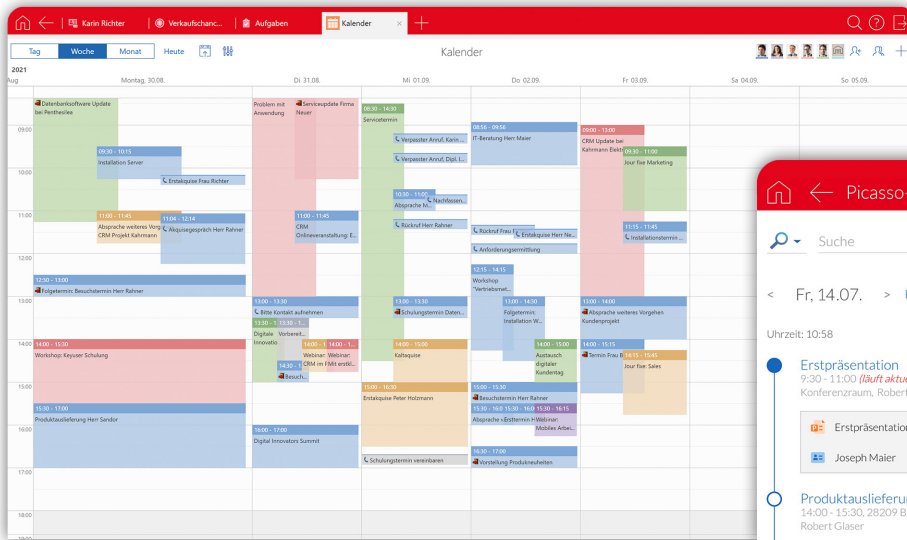 Karin Richter
Verkaufschanc...
Aufgaben
Kalender
Tag
Woche
Monat
Heute
Kalender
2021
Aug
Montag, 30.08.
Di 31.08.
Mi 01.09.
Do 02.09.
Fr 03.09.
Sa 04.09.
So 05.09.
09:00
10:00
11:00
12:00
13:00
14:00
15:00
16:00
17:00
18:00
19:00
Datenbanksoftware Update
bei Penthesilea
09:30 - 10:15
Installation Server
Erstakquise Frau Richter
11:00 - 11:45
Absprache weiteres Vorg
CRM Projekt Kahrmann
11:04 - 12:14
Akquisegespräch Herr Rahner
12:30 - 13:00
Folgetermin: Besuchstermin Herr Rahner
14:00 - 15:30
Workshop: Keyuser Schulung
15:30 - 17:00
Produktauslieferung Herr Sandor
Problem mit
Anwendung
Serviceupdate Firma
Neuer
11:00 - 11:45
CRM
Onlineveranstaltung: E...
13:00 - 13:30
Bitte Kontakt aufnehmen
13:30 - 1
Digitale
Innovatio
13:30 - 1...
Vorbereit...
14:00 - 1
Webinar:
CRM im F
14:00 - 1...
Webinar:
Mit erstkl...
14:30 - 1
Besuch...
16:00 - 17:00
Digital Innovators Summit
08:30 - 14:30
Servicetermin
Verpasster Anruf, Karin...
Verpasster Anruf, Dipl. I...
10:30 - 11:00
Absprache M...
Nachfassen...
Rückruf Herr Rahner
13:00 - 13:30
Schulungstermin Daten...
14:00 - 15:00
Kaltaquise
15:00 - 16:30
Erstakquise Peter Holzmann
Schulungstermin vereinbaren
08:56 - 09:56
IT-Beratung Herr Maier
Rückruf Frau
Erstakquise Herr Ne...
Anforderungsermittlung
12:15 - 14:15
Workshop
"Vertriebsmet...
13:00 - 14:30
Folgetermin:
Installation W...
14:00 - 15:00
Austausch
digitaler
Kundentag
15:00 - 15:30
Besuchstermin Herr Rahner
15:30 - 16:0
Absprache
15:30 - 16:0
Ersttermin H
15:30 - 16:15
Webinar:
Mobiles Arbei...
16:30 - 17:00
Vorstellung Produkneuheiten
09:00 - 13:00
CRM Update bei
Kahrmann Elekt
09:30 - 11:00
Jour fixe Marketing
11:15 - 11:45
Installationstermin ...
13:00 - 14:00
Absprache weiteres Vorgehen
Kundenprojekt
14:00 - 15:15
Termin Frau
14:15 - 15:45
Jour fixe: Sales
Picasso-
Suche
< Fr, 14.07. >
Uhrzeit: 10:58
Erstpräsentation
9:30 - 11:00 (läuft aktue
Konferenzraum, Robert
Erstpräsentation
Joseph Maier
Produktauslieferu
14:00 - 15:30, 28209 B
Robert Glaser